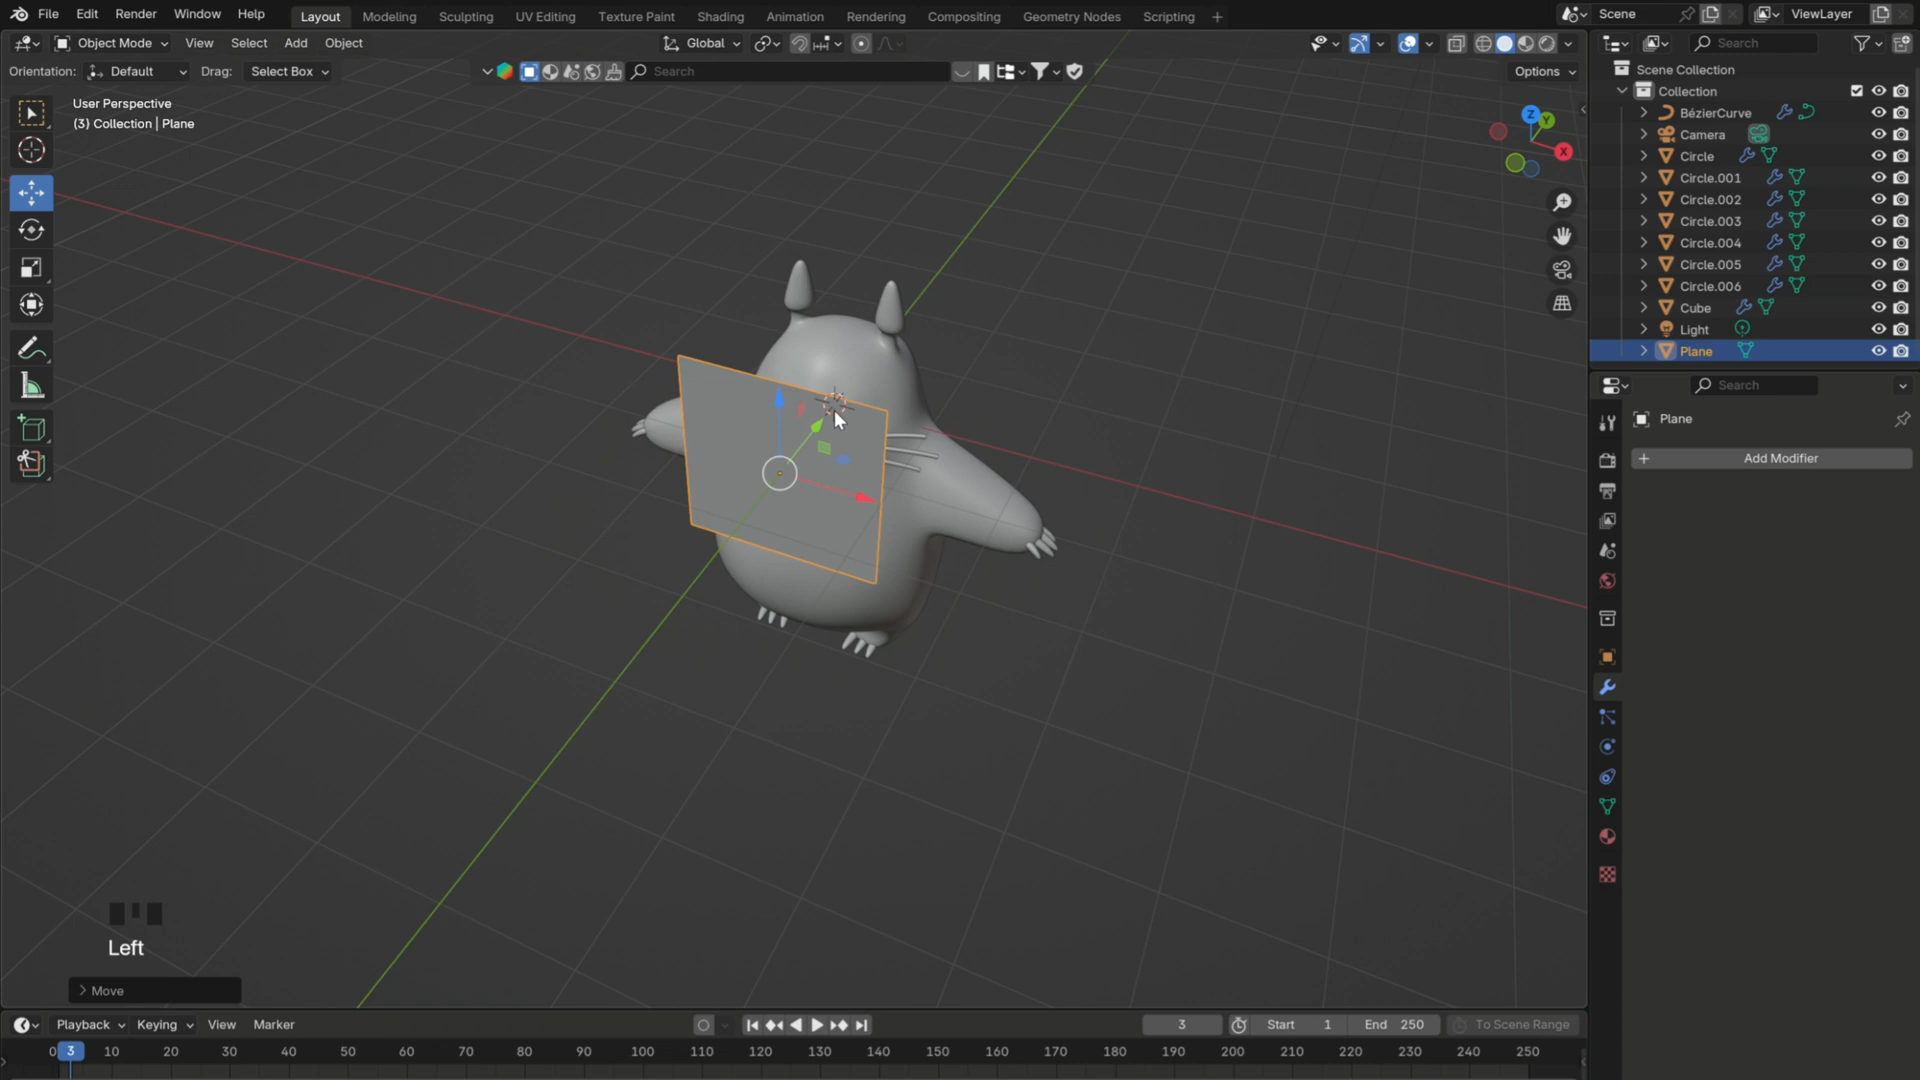 File Edit Render Window Help Layout Modeling Sculpting UV Editing Texture Paint Shading Animation Rendering Compositing Geometry Nodes Scripting + Scene ViewLayer
Object Mode View Select Add Object Global Search
Orientation: Default Drag: Select Box Search Options
User Perspective
(3) Collection | Plane
Z
Y
X
Scene Collection
Collection
BézierCurve
Camera
Circle
Circle.001
Circle.002
Circle.003
Circle.004
Circle.005
Circle.006
Cube
Light
Plane
Search
Plane
+ Add Modifier
Left
> Move
Playback Keying View Marker 3 Start 1 End 250 To Scene Range
0 3 10 20 30 40 50 60 70 80 90 100 110 120 130 140 150 160 170 180 190 200 210 220 230 240 250